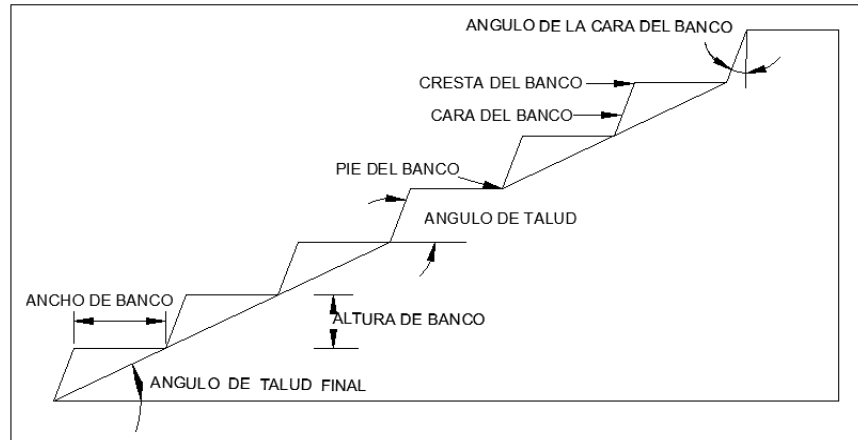 ANGULO DE LA CARA DEL BANCO
CRESTA DEL BANCO
CARA DEL BANCO
PIE DEL BANCO
ANGULO DE TALUD
ANCHO DE BANCO
ALTURA DE BANCO
ANGULO DE TALUD FINAL